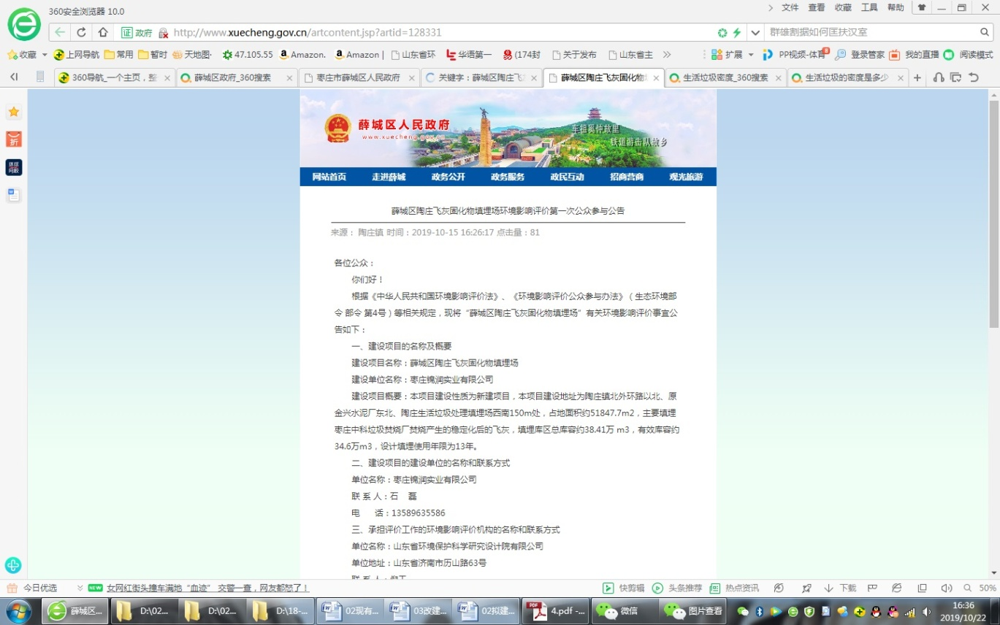 360安全浏览器 10.0
文件 查看 收藏 工具 帮助
证 政府 http://www.xuecheng.gov.cn/artcontent.jsp?artid=128331
群雄割据如何匡扶汉室
收藏 上网导航 常用 暂时 天地图· 47.105.55 Amazon. Amazon | 山东省环 华语第一 (174封 关于发布 山东省主 扩展 PP视频-体育 登录管家 我的直播 阅读模式
360导航_一个主页，整 薛城区政府_360搜索 枣庄市薛城区人民政府 关键字：薛城区陶庄飞 薛城区陶庄飞灰固化物 生活垃圾密度_360搜索 生活垃圾的密度是多少
折
薛城区人民政府
www.xuecheng.gov.cn
车祖奚仲故里
铁道游击队故乡
网站首页 走进薛城 政务公开 政务服务 政民互动 招商营商 观光旅游
薛城区陶庄飞灰固化物填埋场环境影响评价第一次公众参与公告
来源： 陶庄镇 时间：2019-10-15 16:26:17 点击量：81
各位公众：
你们好！
根据《中华人民共和国环境影响评价法》、《环境影响评价公众参与办法》（ 生态环境部
令 部令 第4号 ）等相关规定，现将“薛城区陶庄飞灰固化物填埋场”有关环境影响评价事宜公
告如下：
一、建设项目的名称及概要
建设项目名称：薛城区陶庄飞灰固化物填埋场
建设单位名称：枣庄锦润实业有限公司
建设项目概要：本项目建设性质为新建项目，本项目建设地址为陶庄镇北外环路以北、原
金兴水泥厂东北、陶庄生活垃圾处理填埋场西南150m处，占地面积约51847.7m2，主要填埋
枣庄中科垃圾焚烧厂焚烧产生的稳定化后的飞灰，填埋库区总库容约38.41万 m3，有效库容约
34.6万m3，设计填埋使用年限为13年。
二、建设项目的建设单位的名称和联系方式
单位名称：枣庄锦润实业有限公司
联 系 人：石 磊
电 话：13589635586
三、承担评价工作的环境影响评价机构的名称和联系方式
单位名称：山东省环境保护科学研究设计院有限公司
单位地址：山东省济南市历山路63号
今日优选 NEW 女网红街头撞车满地“血迹” 交警一查，网友都怒了！ 快剪辑 头条推荐 热点资讯 下载 50%
薛城区... D:\02... D:\02... D:\18-... 02现有... 03改建... 02拟建... 4.pdf -... 微信 图片查看
16:36
2019/10/22